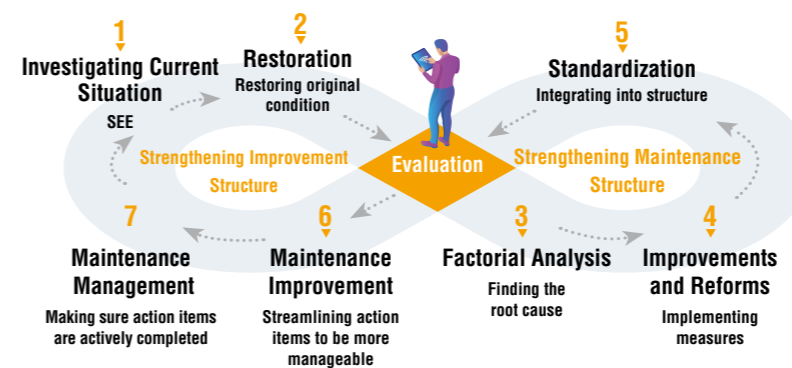 1
Investigating Current
Situation
SEE
2
Restoration
Restoring original
condition
5
Standardization
Integrating into structure
Strengthening Improvement
Structure
Evaluation
Strengthening Maintenance
Structure
7
Maintenance
Management
Making sure action items
are actively completed
6
Maintenance
Improvement
Streamlining action
items to be more
manageable
3
Factorial Analysis
Finding the
root cause
4
Improvements
and Reforms
Implementing
measures